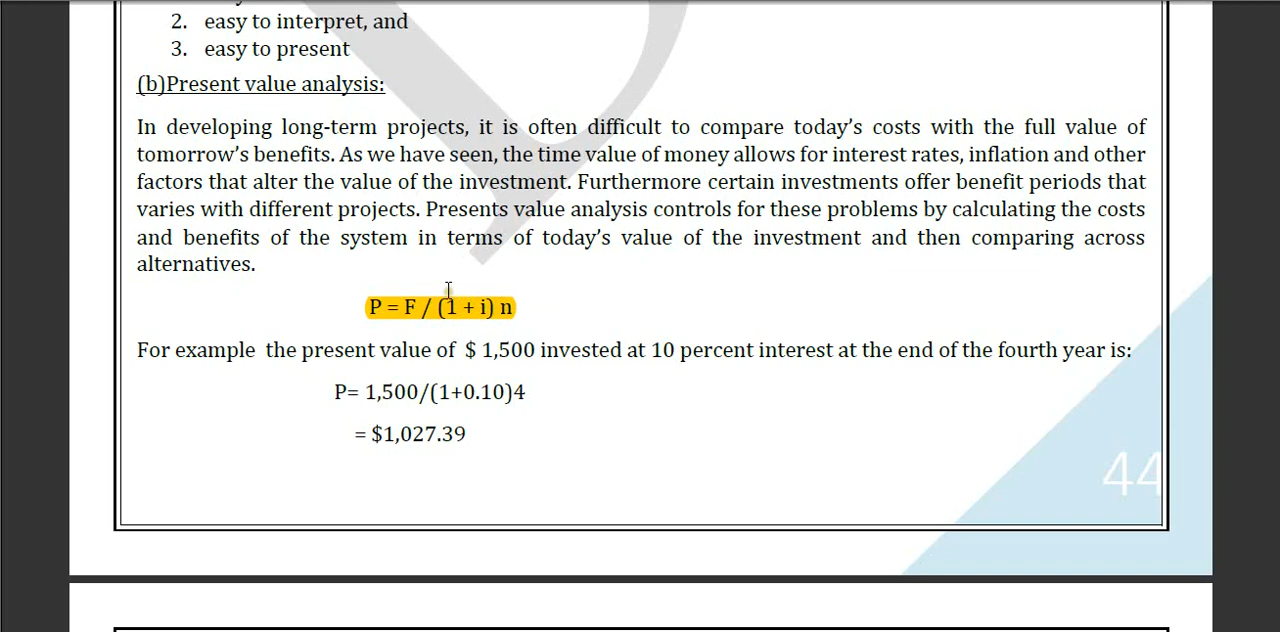 2. easy to interpret, and
3. easy to present
(b)Present value analysis:
In developing long-term projects, it is often difficult to compare today's costs with the full value of
tomorrow's benefits. As we have seen, the time value of money allows for interest rates, inflation and other
factors that alter the value of the investment. Furthermore certain investments offer benefit periods that
varies with different projects. Presents value analysis controls for these problems by calculating the costs
and benefits of the system in terms of today's value of the investment and then comparing across
alternatives.
P = F / (1 + i) n
For example the present value of $ 1,500 invested at 10 percent interest at the end of the fourth year is:
P= 1,500/(1+0.10)4
= $1,027.39
44